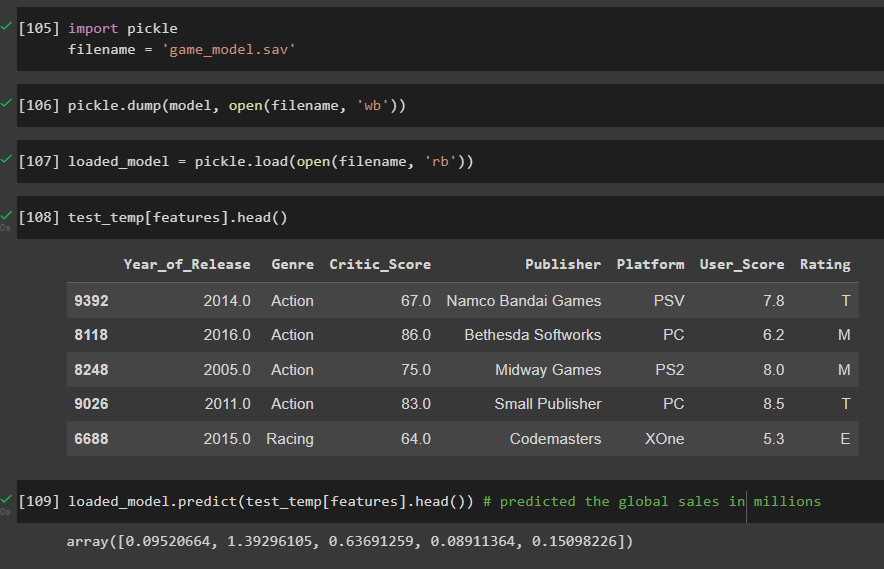 [105] import pickle
filename = 'game_model.sav'
[106] pickle.dump(model, open(filename, 'wb'))
[107] loaded_model = pickle.load(open(filename, 'rb'))
[108] test_temp[features].head()
0s
Year_of_Release Genre Critic_Score Publisher Platform User_Score Rating
9392 2014.0 Action 67.0 Namco Bandai Games PSV 7.8 T
8118 2016.0 Action 86.0 Bethesda Softworks PC 6.2 M
8248 2005.0 Action 75.0 Midway Games PS2 8.0 M
9026 2011.0 Action 83.0 Small Publisher PC 8.5 T
6688 2015.0 Racing 64.0 Codemasters XOne 5.3 E
[109] loaded_model.predict(test_temp[features].head()) # predicted the global sales in millions
0s
array([0.09520664, 1.39296105, 0.63691259, 0.08911364, 0.15098226])